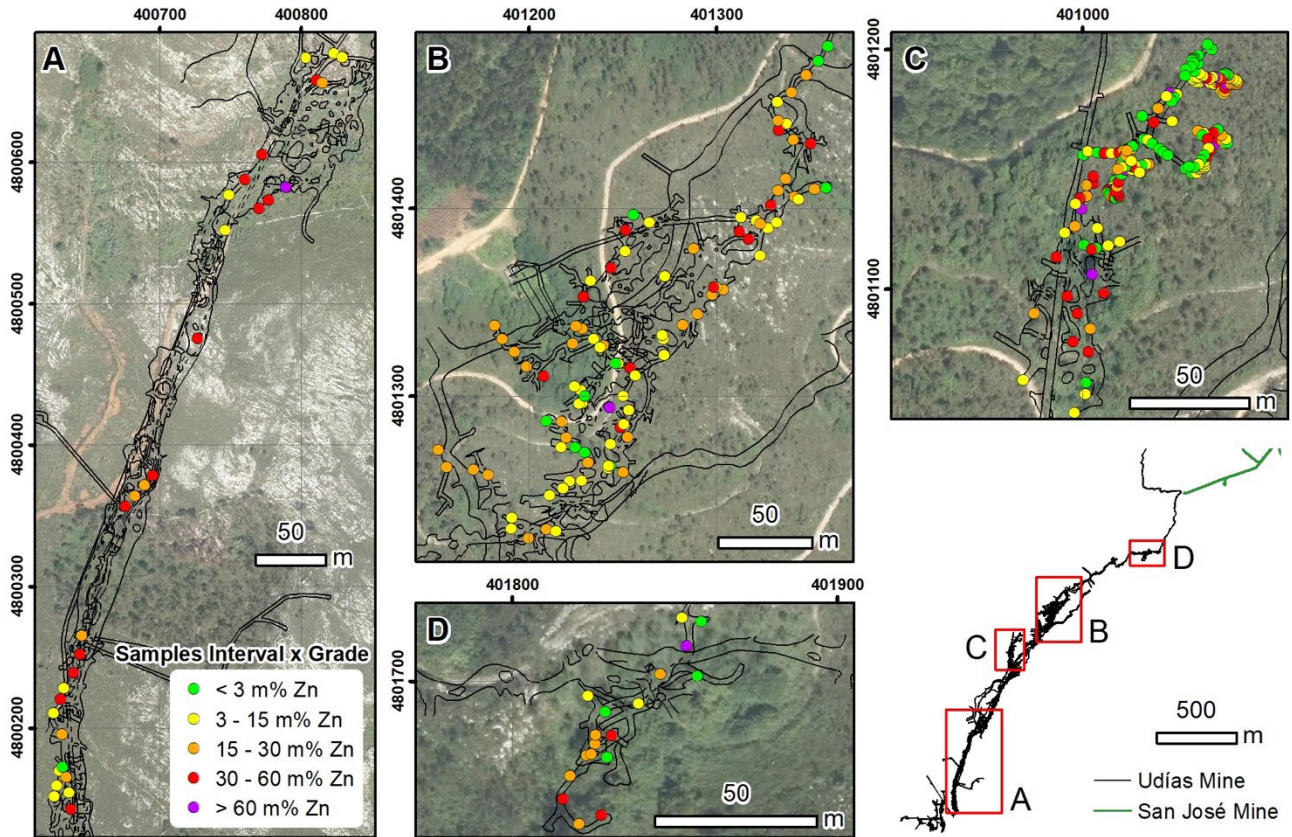 400700 400800
401200 401300
401000
A
B
C
4801200
4800600
4801400
4801100
4800500
4801300
50
m
4800400
50
m
50
m
4800300
401800 401900
D
Samples Interval x Grade
< 3 m% Zn
3 - 15 m% Zn
15 - 30 m% Zn
30 - 60 m% Zn
> 60 m% Zn
4800200
4801700
50
m
D
B
C
A
500
m
Udías Mine
San José Mine